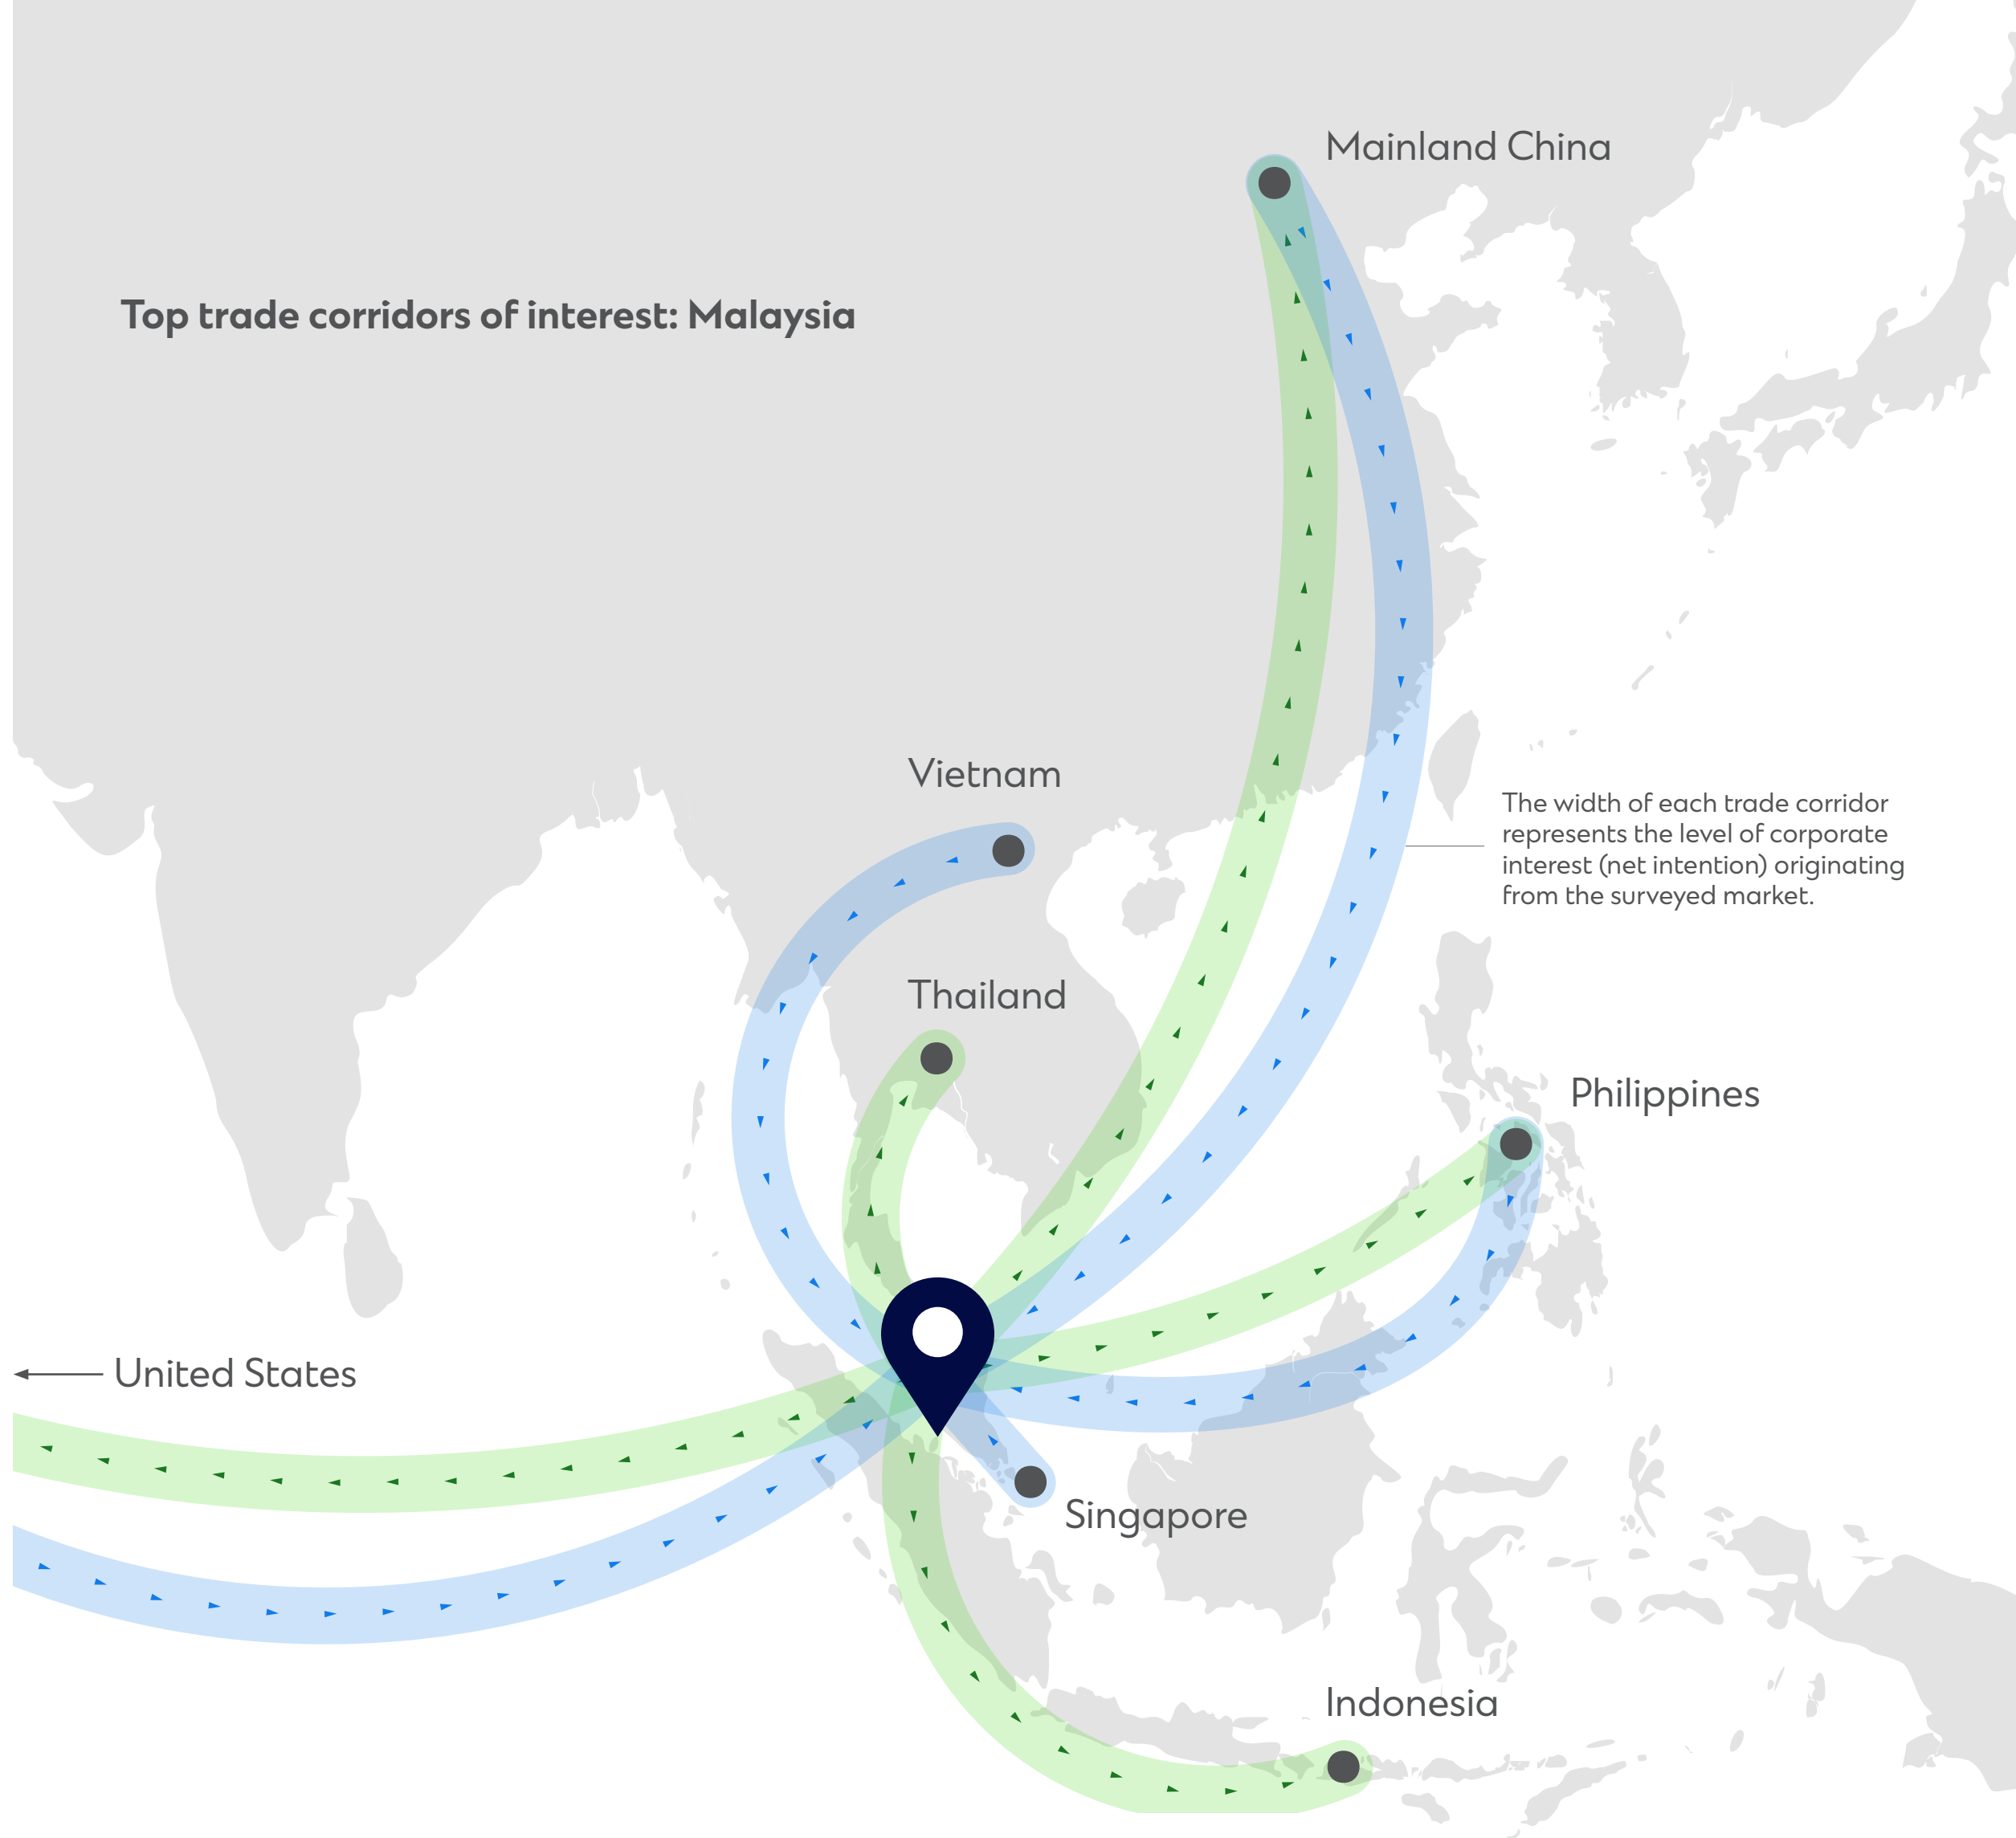 Mainland China
Top trade corridors of interest: Malaysia
Vietnam
The width of each trade corridor
represents the level of corporate
interest (net intention) originating
from the surveyed market.
Thailand
Philippines
United States
Singapore
Indonesia